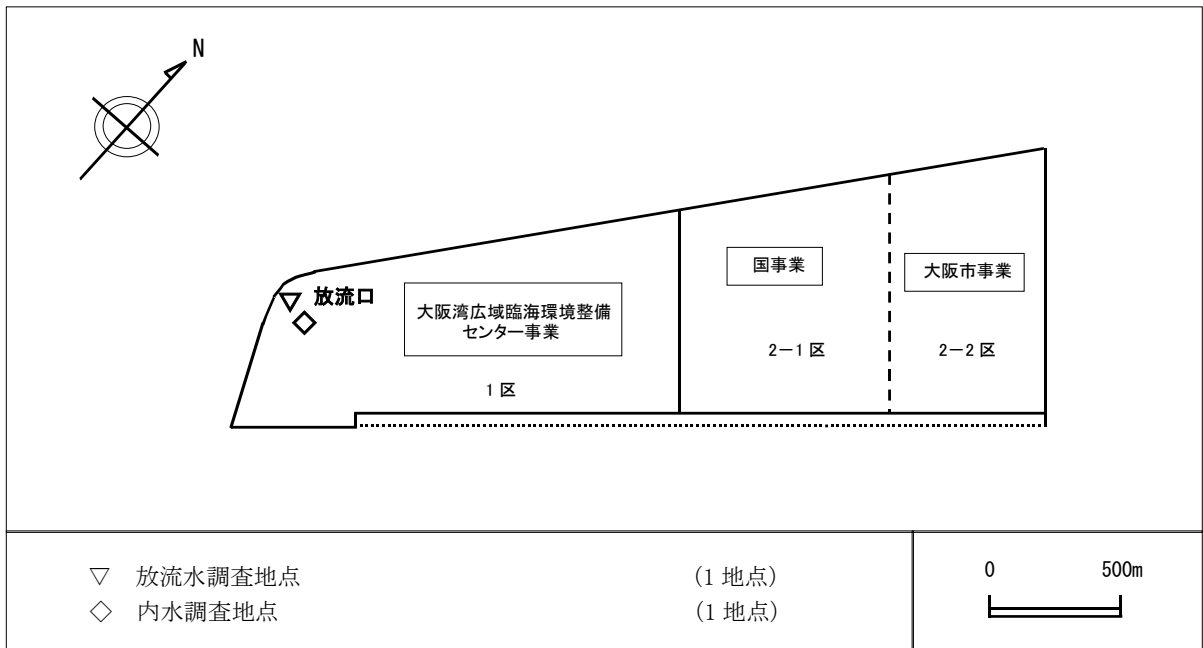 N
放流口
大阪湾広域臨海環境整備
センター事業
1 区
国事業
2－1 区
大阪市事業
2－2 区
▽ 放流水調査地点 (1 地点)
◇ 内水調査地点 (1 地点)
0 500m